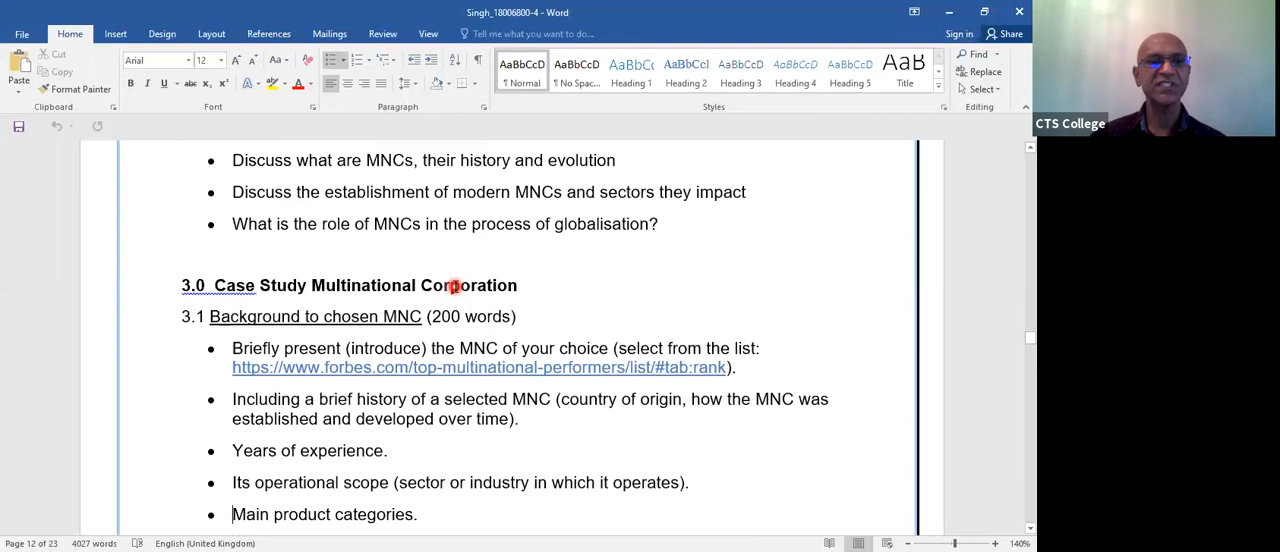 Singh_18006800-4 - Word
File Home Insert Design Layout References Mailings Review View Tell me what you want to do... Sign in Share
Paste
Cut
Copy
Format Painter
Clipboard
Arial 12
Font
Paragraph
AaBbCcD AaBbCcD AaBbC( AaBbCcI AaBbCcD AaBbCcD AaBbCcD AaB
¶ Normal ¶ No Spac... Heading 1 Heading 2 Heading 3 Heading 4 Heading 5 Title
Styles
Find
Replace
Select
Editing
CTS College
• Discuss what are MNCs, their history and evolution
• Discuss the establishment of modern MNCs and sectors they impact
• What is the role of MNCs in the process of globalisation?
3.0 Case Study Multinational Corporation
3.1 Background to chosen MNC (200 words)
• Briefly present (introduce) the MNC of your choice (select from the list:
https://www.forbes.com/top-multinational-performers/list/#tab:rank).
• Including a brief history of a selected MNC (country of origin, how the MNC was
established and developed over time).
• Years of experience.
• Its operational scope (sector or industry in which it operates).
• Main product categories.
Page 12 of 23 4027 words English (United Kingdom) 140%